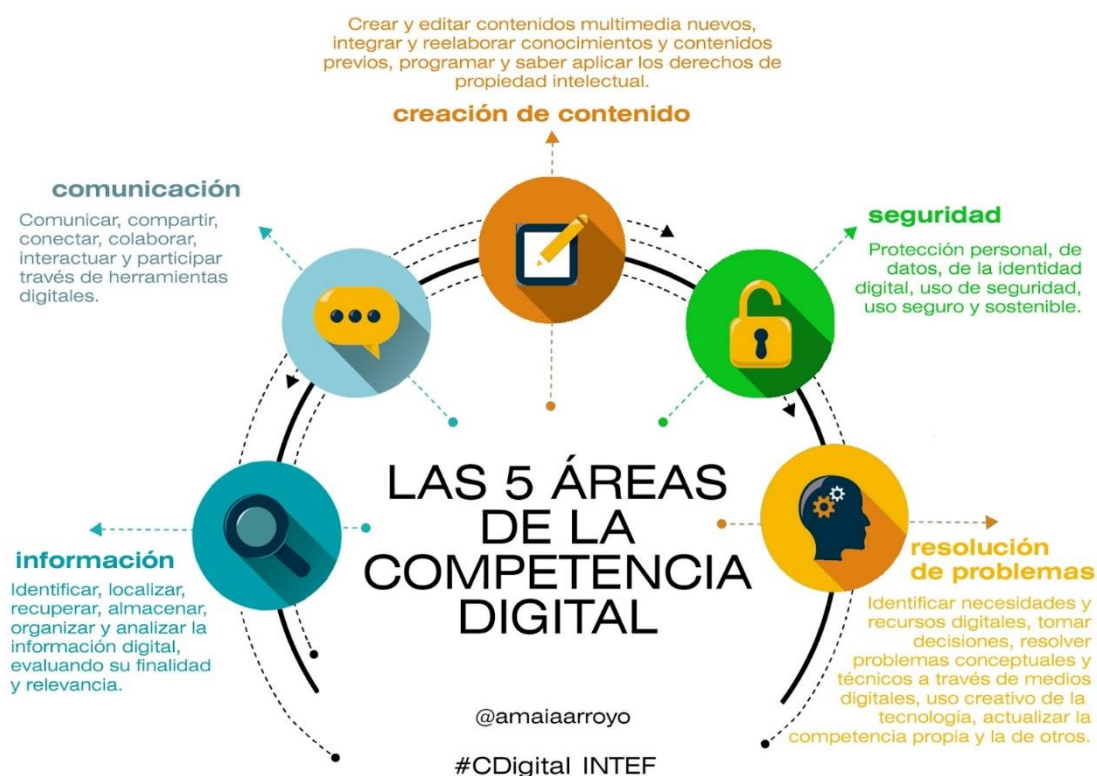 Crear y editar contenidos multimedia nuevos,
integrar y reelaborar conocimientos y contenidos
previos, programar y saber aplicar los derechos de
propiedad intelectual.
creación de contenido
comunicación
Comunicar, compartir,
conectar, colaborar,
interactuar y participar
través de herramientas
digitales.
seguridad
Protección personal, de
datos, de la identidad
digital, uso de seguridad,
uso seguro y sostenible.
LAS 5 ÁREAS
DE LA
COMPETENCIA
DIGITAL
información
Identificar, localizar,
recuperar, almacenar,
organizar y analizar la
información digital,
evaluando su finalidad
y relevancia.
resolución
de problemas
Identificar necesidades y
recursos digitales, tomar
decisiones, resolver
problemas conceptuales y
técnicos a través de medios
digitales, uso creativo de la
tecnología, actualizar la
competencia propia y la de otros.
@amaiaarroyo
#CDigital_INTEF